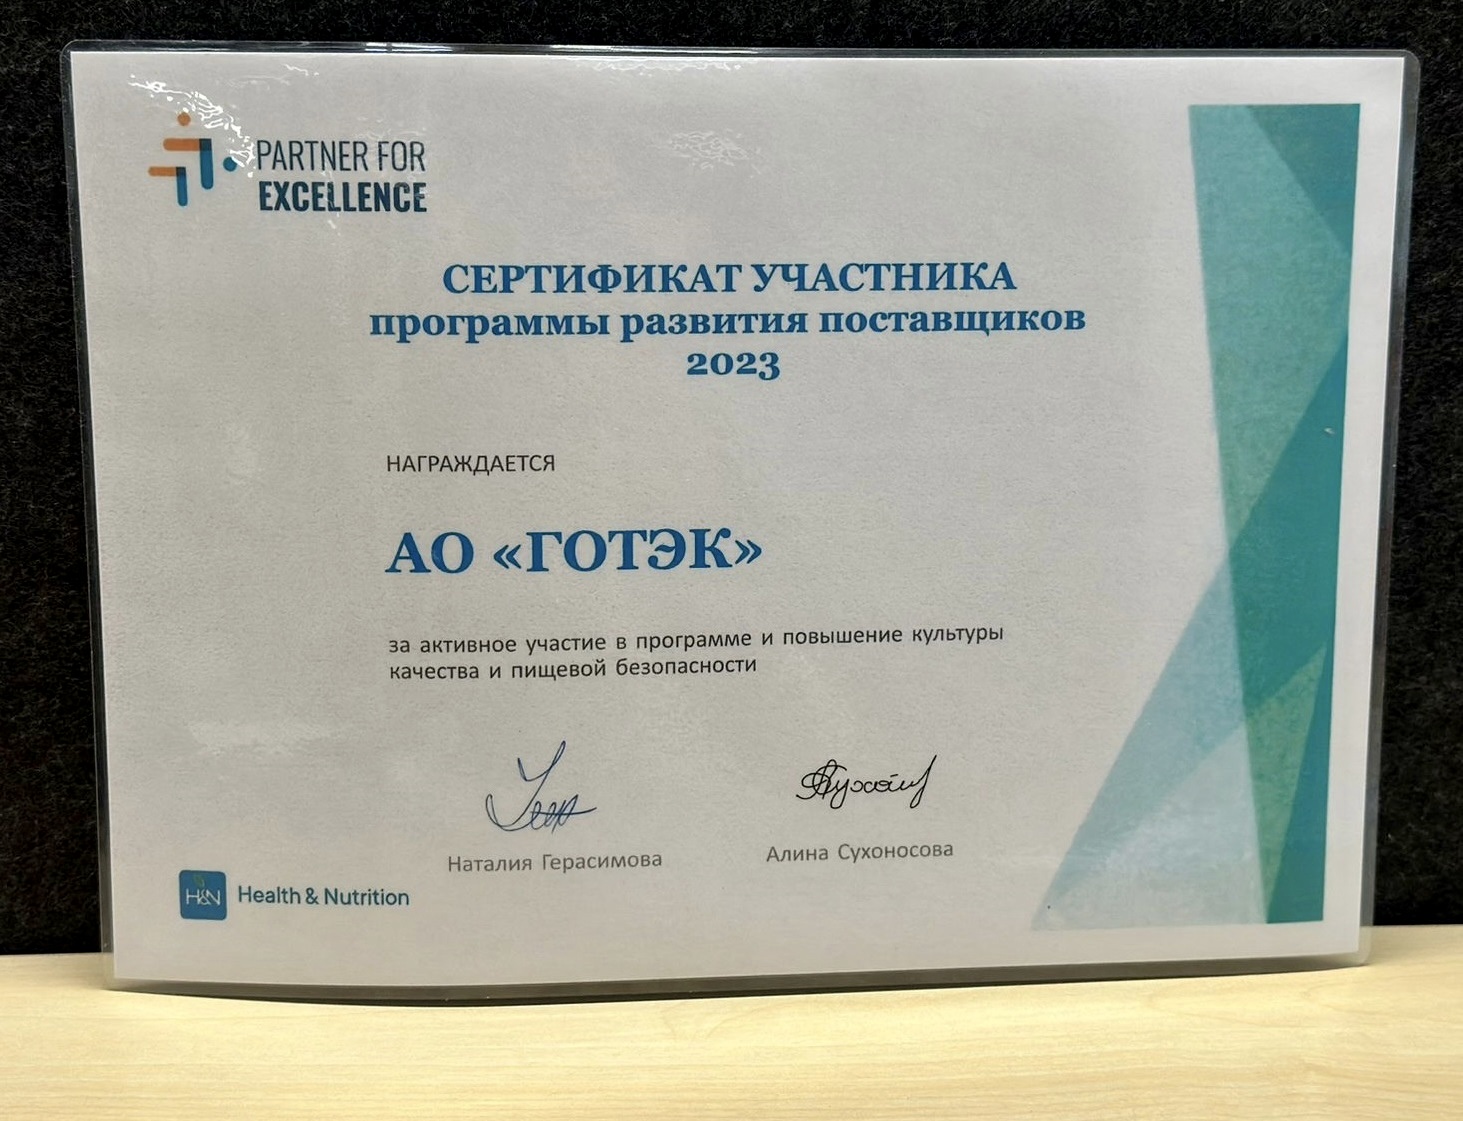 PARTNER FOR
EXCELLENCE
СЕРТИФИКАТ УЧАСТНИКА
программы развития поставщиков
2023
НАГРАЖДАЕТСЯ
АО «ГОТЭК»
за активное участие в программе и повышение культуры
качества и пищевой безопасности
Наталия Герасимова
Алина Сухоносова
H&N Health & Nutrition